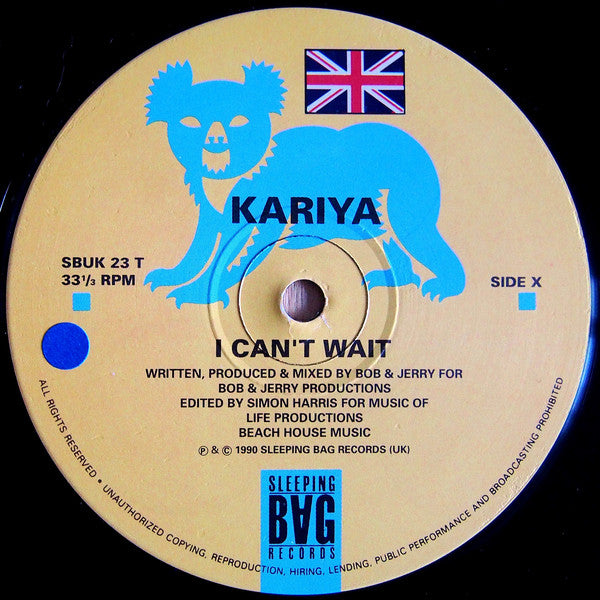 KARIYA
SBUK 23 T
33 1/3 RPM
SIDE X
I CAN'T WAIT
WRITTEN, PRODUCED & MIXED BY BOB & JERRY FOR
BOB & JERRY PRODUCTIONS
EDITED BY SIMON HARRIS FOR MUSIC OF
LIFE PRODUCTIONS
BEACH HOUSE MUSIC
℗ & © 1990 SLEEPING BAG RECORDS (UK)
SLEEPING
BAG
RECORDS
ALL RIGHTS RESERVED • UNAUTHORIZED COPYING, REPRODUCTION, HIRING, LENDING, PUBLIC PERFORMANCE AND BROADCASTING PROHIBITED